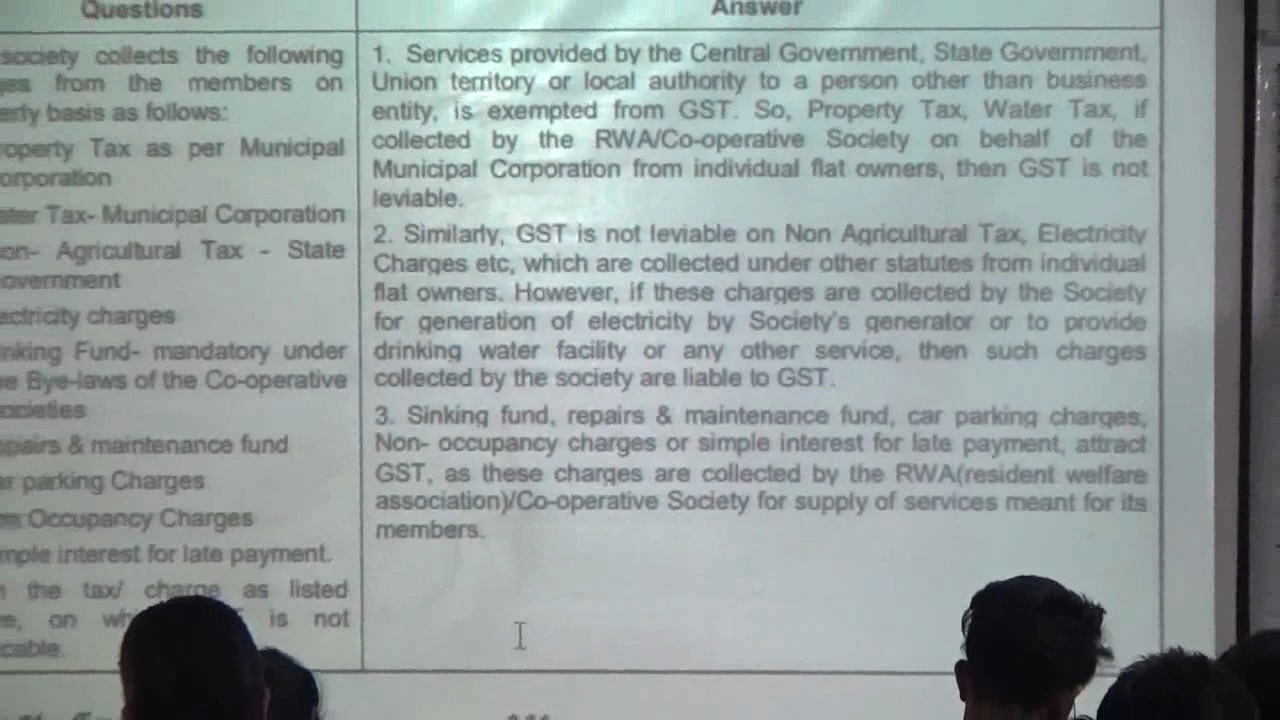 Questions
Answer
society collects the following
from the members on
basis as follows:
Tax as per Municipal
Tax- Municipal Corporation
Agricultural Tax - State
charges
Fund- mandatory under
Bye-laws of the Co-operative
& maintenance fund
parking Charges
Occupancy Charges
interest for late payment.
the tax/ charge as listed
on
is not
1. Services provided by the Central Government, State Government,
Union territory or local authority to a person other than business
entity, is exempted from GST. So, Property Tax, Water Tax, if
collected by the RWA/Co-operative Society on behalf of the
Municipal Corporation from individual flat owners, then GST is not
leviable.
2. Similarly, GST is not leviable on Non Agricultural Tax, Electricity
Charges etc, which are collected under other statutes from individual
flat owners. However, if these charges are collected by the Society
for generation of electricity by Society's generator or to provide
drinking water facility or any other service, then such charges
collected by the society are liable to GST.
3. Sinking fund, repairs & maintenance fund, car parking charges,
Non- occupancy charges or simple interest for late payment, attract
GST, as these charges are collected by the RWA(resident welfare
association)/Co-operative Society for supply of services meant for its
members.